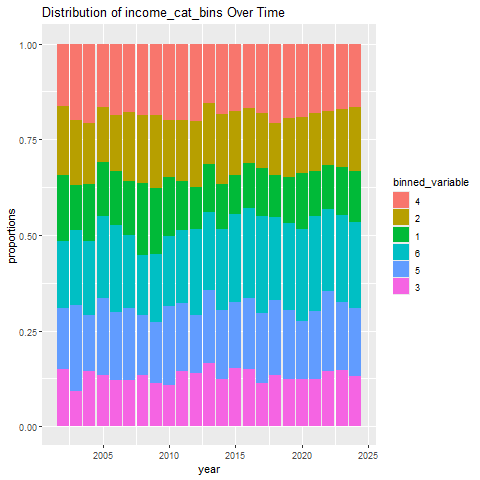 Distribution of income_cat_bins Over Time
1.00
0.75
0.50
0.25
0.00
proportions
2005 2010 2015 2020 2025
year
binned_variable
4
2
1
6
5
3